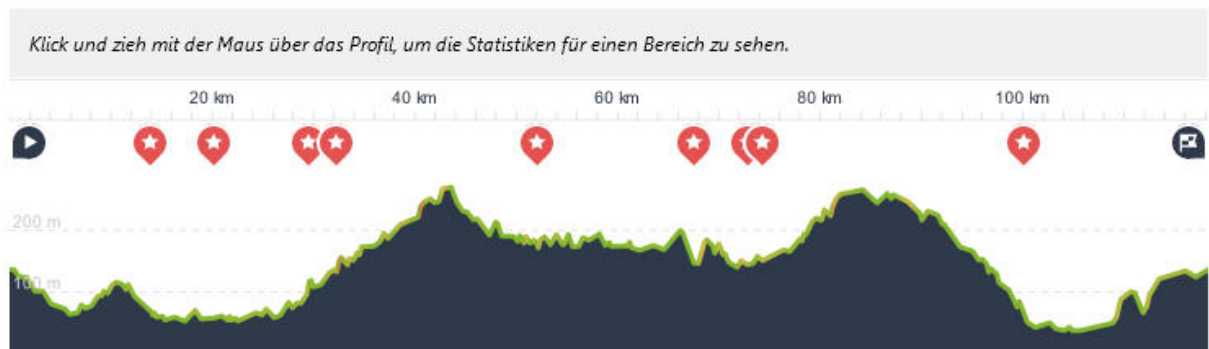 Klick und zieh mit der Maus über das Profil, um die Statistiken für einen Bereich zu sehen.
20 km 40 km 60 km 80 km 100 km
200 m
100 m